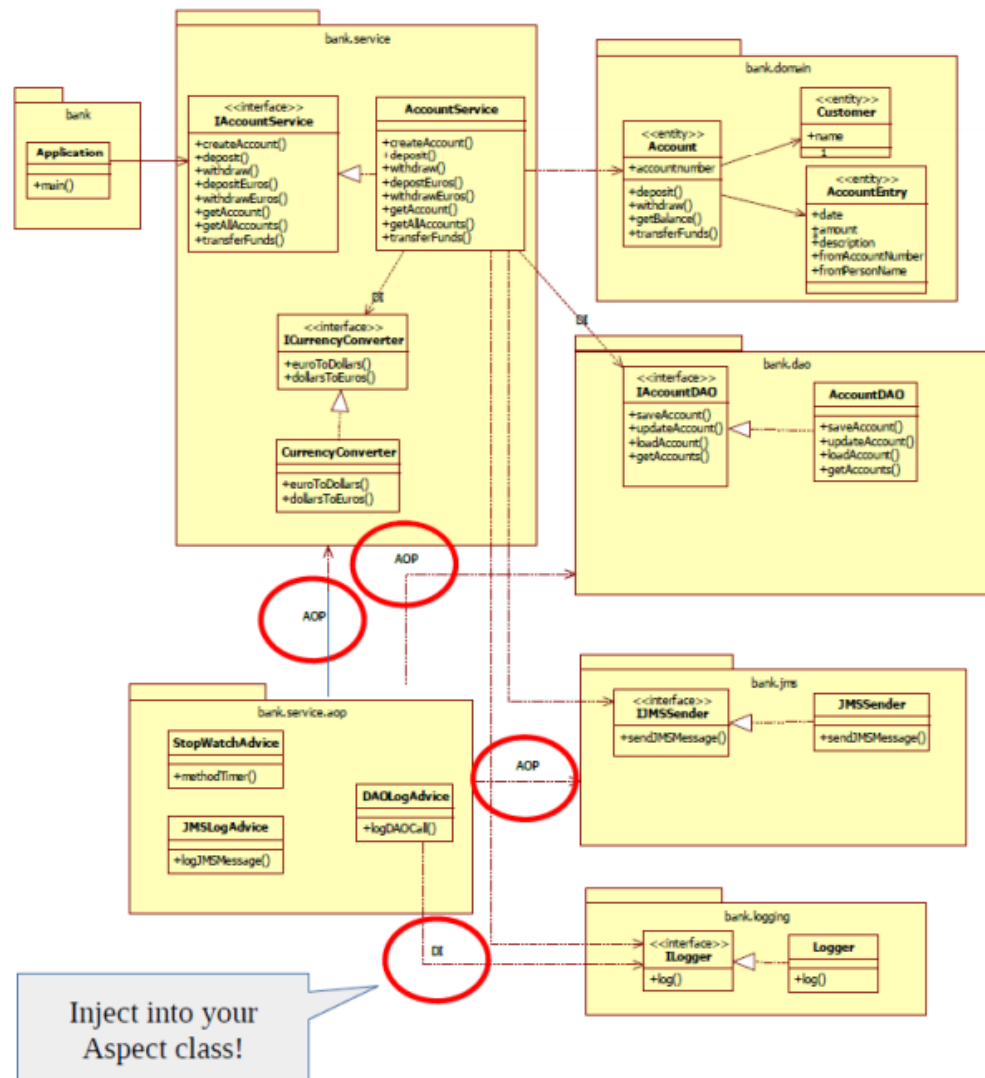 bank
Application
+main()
bank.service
<<interface>>
IAccountService
+createAccount()
+deposit()
+withdraw()
+depositEuros()
+withdrawEuros()
+getAccount()
+getAllAccounts()
+transferFunds()
AccountService
+createAccount()
+deposit()
+withdraw()
+depostEuros()
+withdrawEuros()
+getAccount()
+getAllAccounts()
+transferFunds()
DI
<<interface>>
ICurrencyConverter
+euroToDollars()
+dollarsToEuros()
CurrencyConverter
+euroToDollars()
+dollarsToEuros()
bank.domain
<<entity>>
Account
+accountnumber
+deposit()
+withdraw()
+getBalance()
+transferFunds()
<<entity>>
Customer
+name
1
<<entity>>
AccountEntry
+date
+amount
+description
+fromAccountNumber
+fromPersonName
DI
bank.dao
<<interface>>
IAccountDAO
+saveAccount()
+updateAccount()
+loadAccount()
+getAccounts()
AccountDAO
+saveAccount()
+updateAccount()
+loadAccount()
+getAccounts()
AOP
AOP
bank.service.aop
StopWatchAdvice
+methodTimer()
JMSLogAdvice
+logJMSMessage()
DAOLogAdvice
+logDAOCall()
AOP
bank.jms
<<interface>>
IJMSSender
+sendJMSMessage()
JMSSender
+sendJMSMessage()
DI
bank.logging
<<interface>>
ILogger
+log()
Logger
+log()
Inject into your
Aspect class!